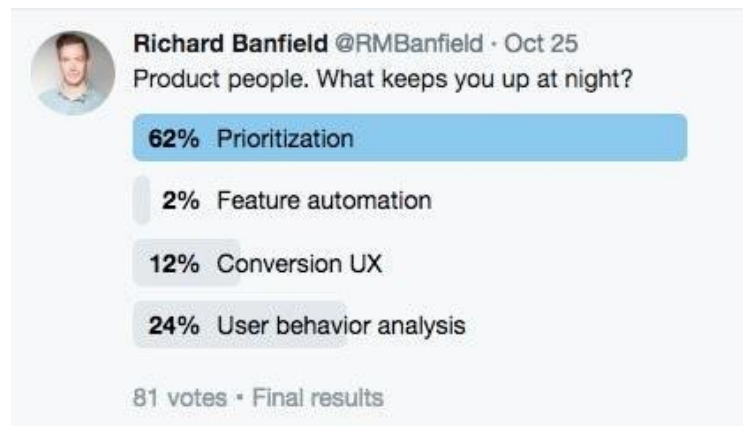 Richard Banfield @RMBanfield · Oct 25
Product people. What keeps you up at night?
62% Prioritization
2% Feature automation
12% Conversion UX
24% User behavior analysis
81 votes • Final results